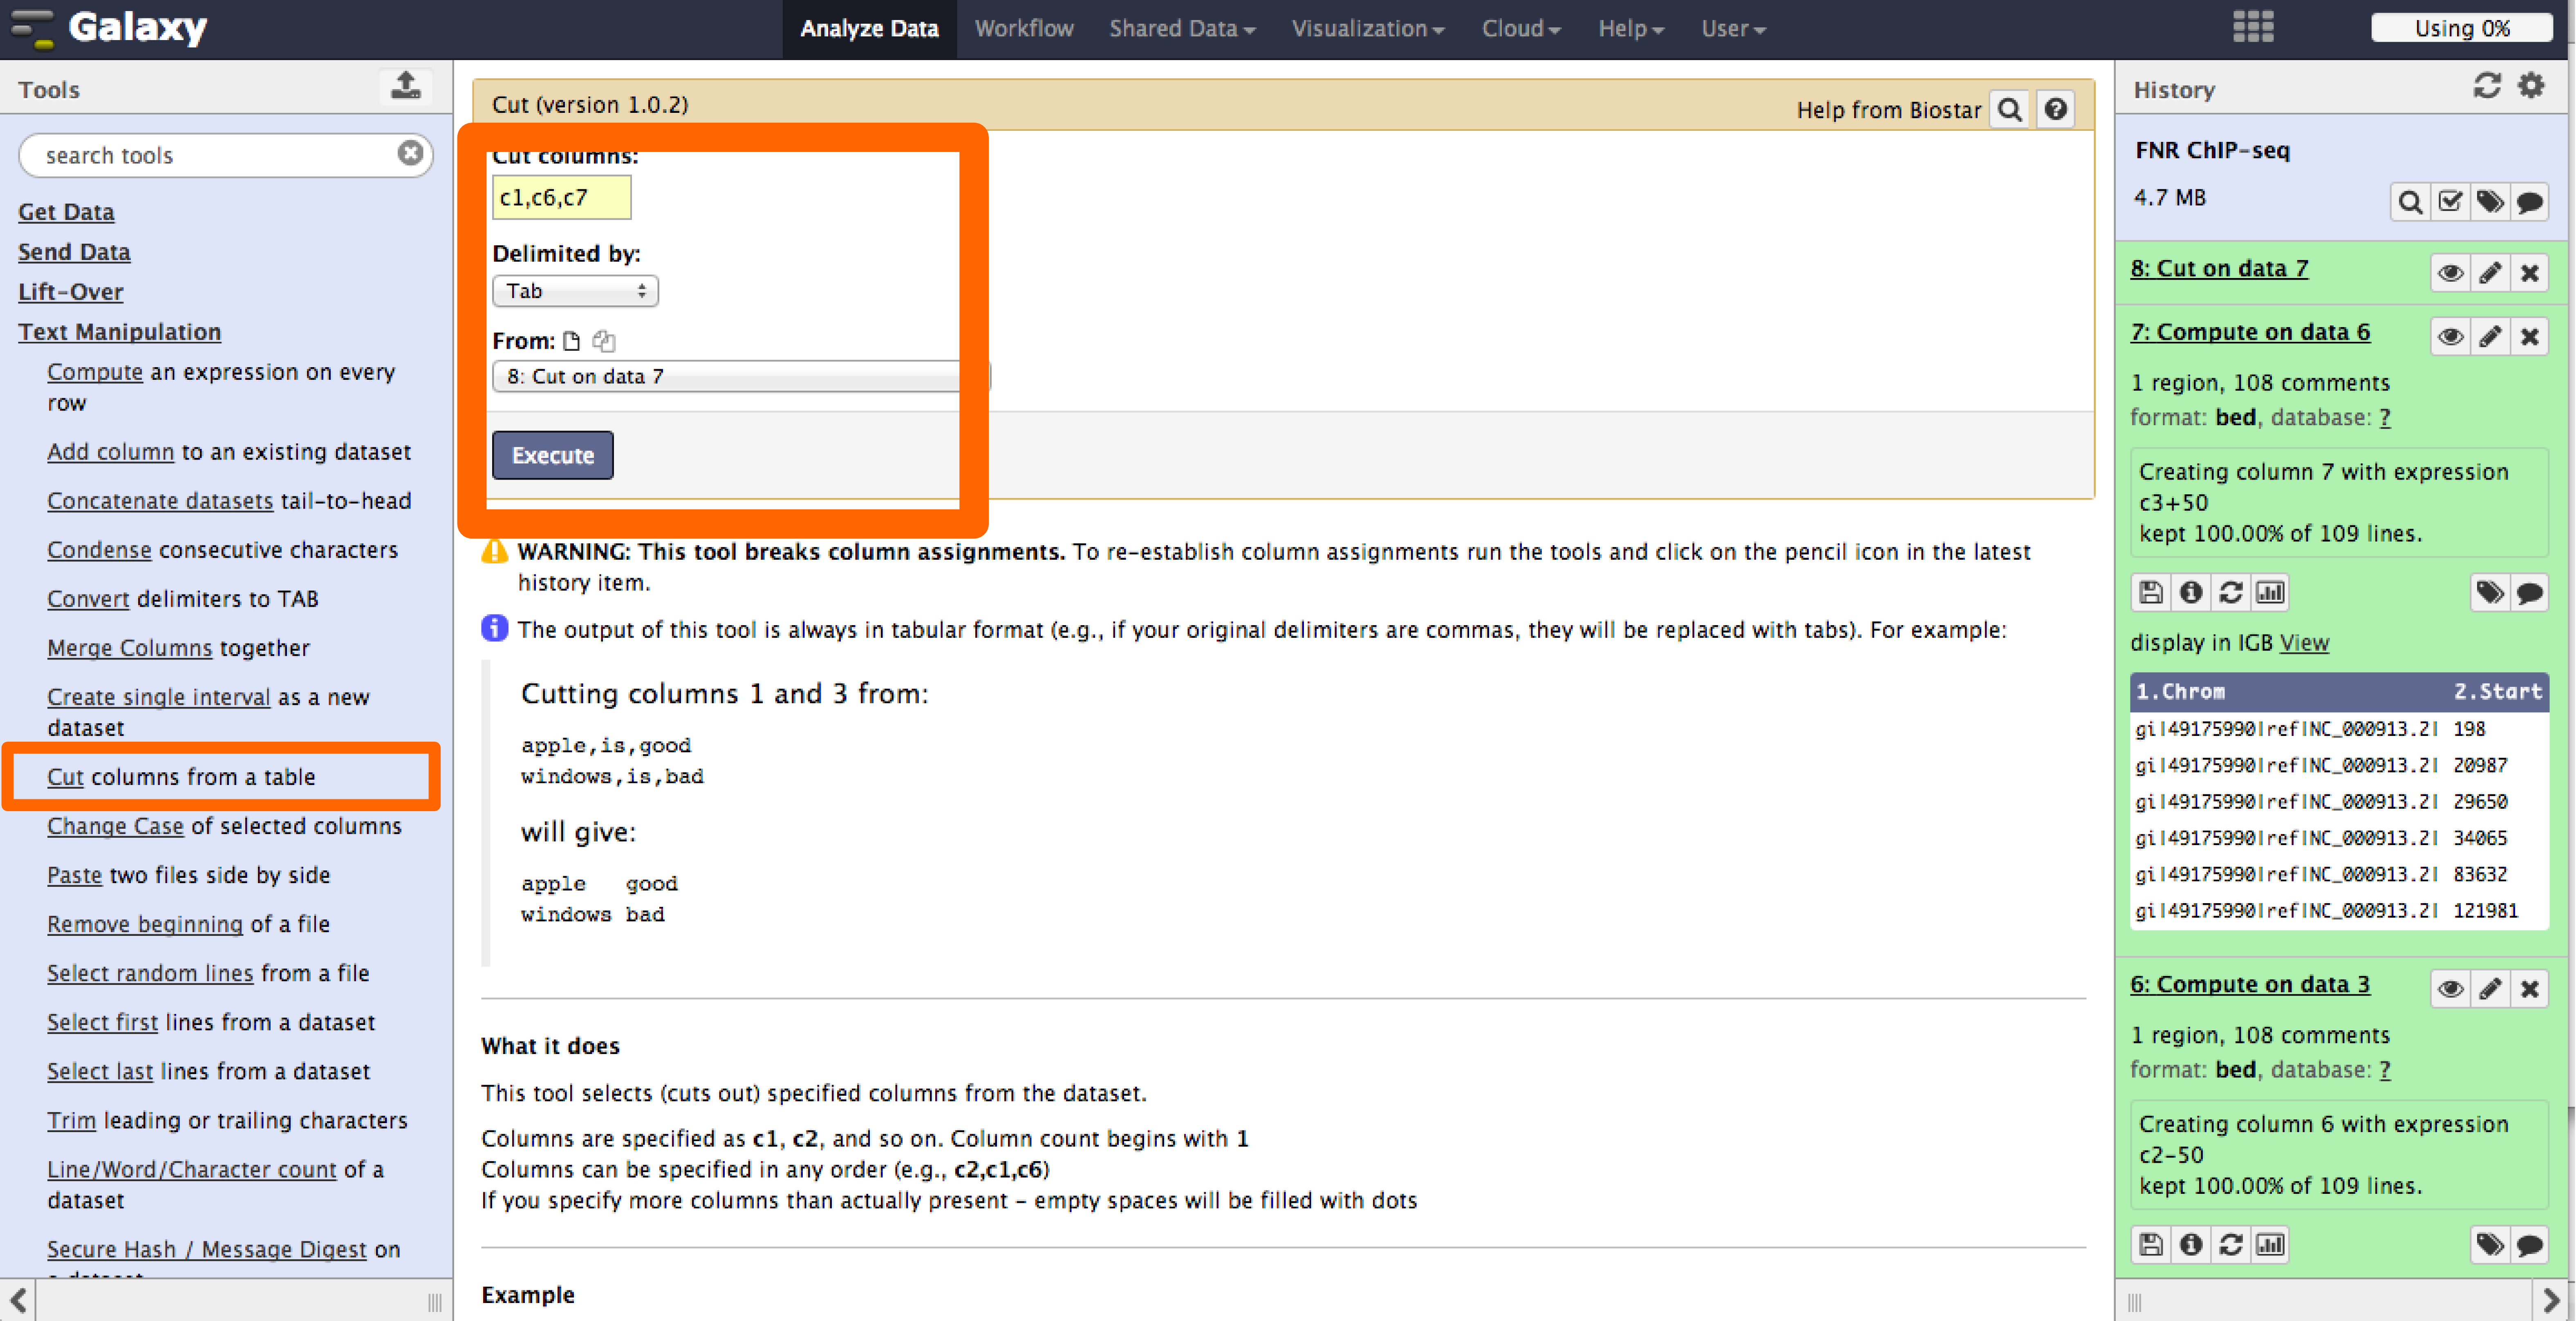 Galaxy
Analyze Data Workflow Shared Data Visualization Cloud Help User
Using 0%
Tools
search tools
Get Data
Send Data
Lift-Over
Text Manipulation
Compute an expression on every
row
Add column to an existing dataset
Concatenate datasets tail-to-head
Condense consecutive characters
Convert delimiters to TAB
Merge Columns together
Create single interval as a new
dataset
Cut columns from a table
Change Case of selected columns
Paste two files side by side
Remove beginning of a file
Select random lines from a file
Select first lines from a dataset
Select last lines from a dataset
Trim leading or trailing characters
Line/Word/Character count of a
dataset
Secure Hash / Message Digest on
Cut (version 1.0.2)
Help from Biostar
Cut columns:
c1,c6,c7
Delimited by:
Tab
From:
8: Cut on data 7
Execute
WARNING: This tool breaks column assignments. To re-establish column assignments run the tools and click on the pencil icon in the latest
history item.
The output of this tool is always in tabular format (e.g., if your original delimiters are commas, they will be replaced with tabs). For example:
Cutting columns 1 and 3 from:
apple,is,good
windows,is,bad
will give:
apple good
windows bad
What it does
This tool selects (cuts out) specified columns from the dataset.
Columns are specified as c1, c2, and so on. Column count begins with 1
Columns can be specified in any order (e.g., c2,c1,c6)
If you specify more columns than actually present - empty spaces will be filled with dots
Example
History
FNR ChIP-seq
4.7 MB
8: Cut on data 7
7: Compute on data 6
1 region, 108 comments
format: bed, database: ?
Creating column 7 with expression
c3+50
kept 100.00% of 109 lines.
display in IGB View
1.Chrom 2.Start
gi|49175990|ref|NC_000913.2| 198
gi|49175990|ref|NC_000913.2| 20987
gi|49175990|ref|NC_000913.2| 29650
gi|49175990|ref|NC_000913.2| 34065
gi|49175990|ref|NC_000913.2| 83632
gi|49175990|ref|NC_000913.2| 121981
6: Compute on data 3
1 region, 108 comments
format: bed, database: ?
Creating column 6 with expression
c2-50
kept 100.00% of 109 lines.